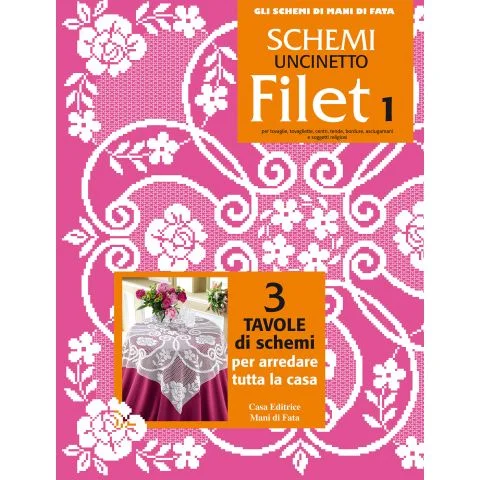 GLI SCHEMI DI MANI DI FATA
SCHEMI
UNCINETTO
Filet 1
per tovaglie, tovagliette, centri, tende, bordure, asciugamani
e soggetti religiosi
3
TAVOLE
di schemi
per arredare
tutta la casa
Casa Editrice
Mani di Fata